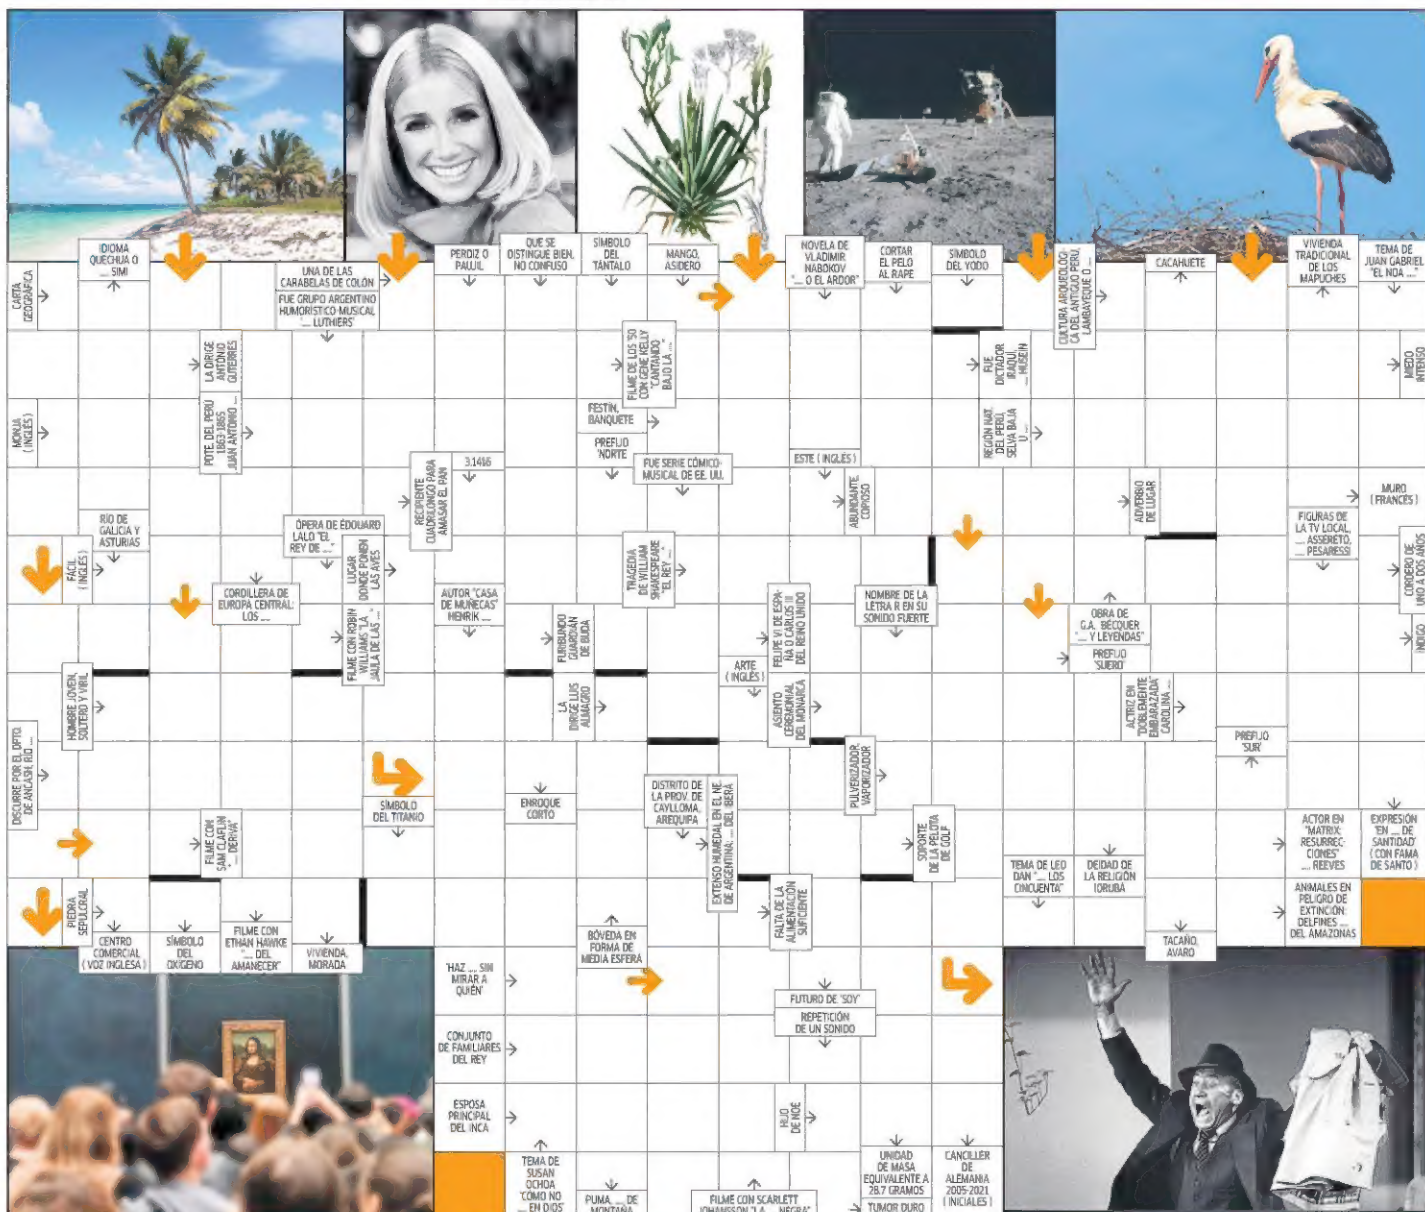 IDIOMA
QUECHUA O
... SIMI
UNA DE LAS
CARABELAS DE COLÓN
FUE GRUPO ARGENTINO
HUMORÍSTICO-MUSICAL
"... LUTHIERS"
PERDIZ O
PAUJIL
QUE SE
DISTINGUE BIEN,
NO CONFUSO
SÍMBOLO
DEL
TÁNTALO
MANGO,
ASIDERO
NOVELA DE
VLADIMIR
NABOKOV
"... O EL ARDOR"
CORTAR
EL PELO
AL RAPE
SÍMBOLO
DEL YODO
CULTURA ARQUEOLÓGI-
CA DEL ANTIGUO PERÚ,
LAMBAYEQUE O ...
CACAHUETE
VIVIENDA
TRADICIONAL
DE LOS
MAPUCHES
TEMA DE
JUAN GABRIEL
"EL NOA ..."
CARTA
GEOGRÁFICA
LA DIRIGE
ANTÓNIO
GUTERRES
FILME DE LOS '50
CON GENE KELLY
"CANTANDO
BAJO LA ..."
FUE
DICTADOR
IRAQUÍ,
... HUSEIN
MIEDO
INTENSO
MONJA
(INGLÉS)
PDTE. DEL PERÚ
1863-1865
JUAN ANTONIO ...
FESTÍN,
BANQUETE
PREFIJO
'NORTE'
REGIÓN NAT.
DEL PERÚ,
SELVA BAJA
U ...
RECIPIENTE
CUADRILONGO PARA
AMASAR EL PAN
3,1416
FUE SERIE CÓMICO-
MUSICAL DE EE. UU.
ESTE (INGLÉS)
ABUNDANTE,
COPIOSO
ADVERBIO
DE LUGAR
MURO
(FRANCÉS)
FIGURAS DE
LA TV LOCAL,
... ASSERETO,
... PESARESSI
RÍO DE
GALICIA Y
ASTURIAS
ÓPERA DE ÉDOUARD
LALO "EL
REY DE ..."
FÁCIL
(INGLÉS)
LUGAR
DONDE PONEN
LAS AVES
TRAGEDIA
DE WILLIAM
SHAKESPEARE
"EL REY ..."
CORDERO DE
UNO A DOS AÑOS
CORDILLERA DE
EUROPA CENTRAL:
LOS ...
AUTOR "CASA
DE MUÑECAS"
HENRIK ...
NOMBRE DE LA
LETRA R EN SU
SONIDO FUERTE
OBRA DE
G.A. BÉCQUER
"... Y LEYENDAS"
PREFIJO
'SUERO'
ÍNDIGO
FILME CON ROBIN
WILLIAMS "LA
JAULA DE LAS ..."
FURIBUNDO
GUARDIÁN
DE BUDA
FELIPE VI DE ESPA-
ÑA O CARLOS III
DEL REINO UNIDO
HOMBRE JOVEN,
SOLTERO Y VIRIL
LA
DIRIGE LUIS
ALMAGRO
ARTE
(INGLÉS)
ASIENTO
CEREMONIAL
DEL MONARCA
ACTRIZ EN
"DOBLEMENTE
EMBARAZADA"
CAROLINA ...
PREFIJO
'SUR'
DISCURRE POR EL DPTO.
DE ÁNCASH, RÍO ...
SÍMBOLO
DEL TITANIO
ENROQUE
CORTO
DISTRITO DE
LA PROV. DE
CAYLLOMA,
AREQUIPA
PULVERIZADOR,
VAPORIZADOR
FILME CON
SAM CLAFLIN
"... DERIVA"
EXTENSO HUMEDAL EN EL NE.
DE ARGENTINA: ... DEL IBERÁ
SOPORTE
DE LA PELOTA
DE GOLF
TEMA DE LEO
DAN "... LOS
CINCUENTA"
DEIDAD DE
LA RELIGIÓN
IORUBÁ
ACTOR EN
"MATRIX:
RESURREC-
CIONES"
... REEVES
EXPRESIÓN
"EN ... DE
SANTIDAD"
(CON FAMA
DE SANTO)
PIEDRA
SEPULCRAL
CENTRO
COMERCIAL
(VOZ INGLESA)
SÍMBOLO
DEL
OXÍGENO
FILME CON
ETHAN HAWKE
"... DEL
AMANECER"
VIVIENDA,
MORADA
BÓVEDA EN
FORMA DE
MEDIA ESFERA
FALTA DE LA
ALIMENTACIÓN
SUFICIENTE
TACAÑO,
AVARO
ANIMALES EN
PELIGRO DE
EXTINCIÓN:
DELFINES ...
DEL AMAZONAS
"HAZ ..., SIN
MIRAR A
QUIÉN"
FUTURO DE 'SOY'
REPETICIÓN
DE UN SONIDO
CONJUNTO
DE FAMILIARES
DEL REY
ESPOSA
PRINCIPAL
DEL INCA
HIJO
DE NOÉ
TEMA DE
SUSAN
OCHOA
"CÓMO NO
... EN DIOS"
PUMA, ... DE
MONTAÑA
FILME CON SCARLETT
JOHANSSON "LA ... NEGRA"
UNIDAD
DE MASA
EQUIVALENTE A
28.7 GRAMOS
TUMOR DURO
CANCILLER
DE
ALEMANIA
2005-2021
(INICIALES)